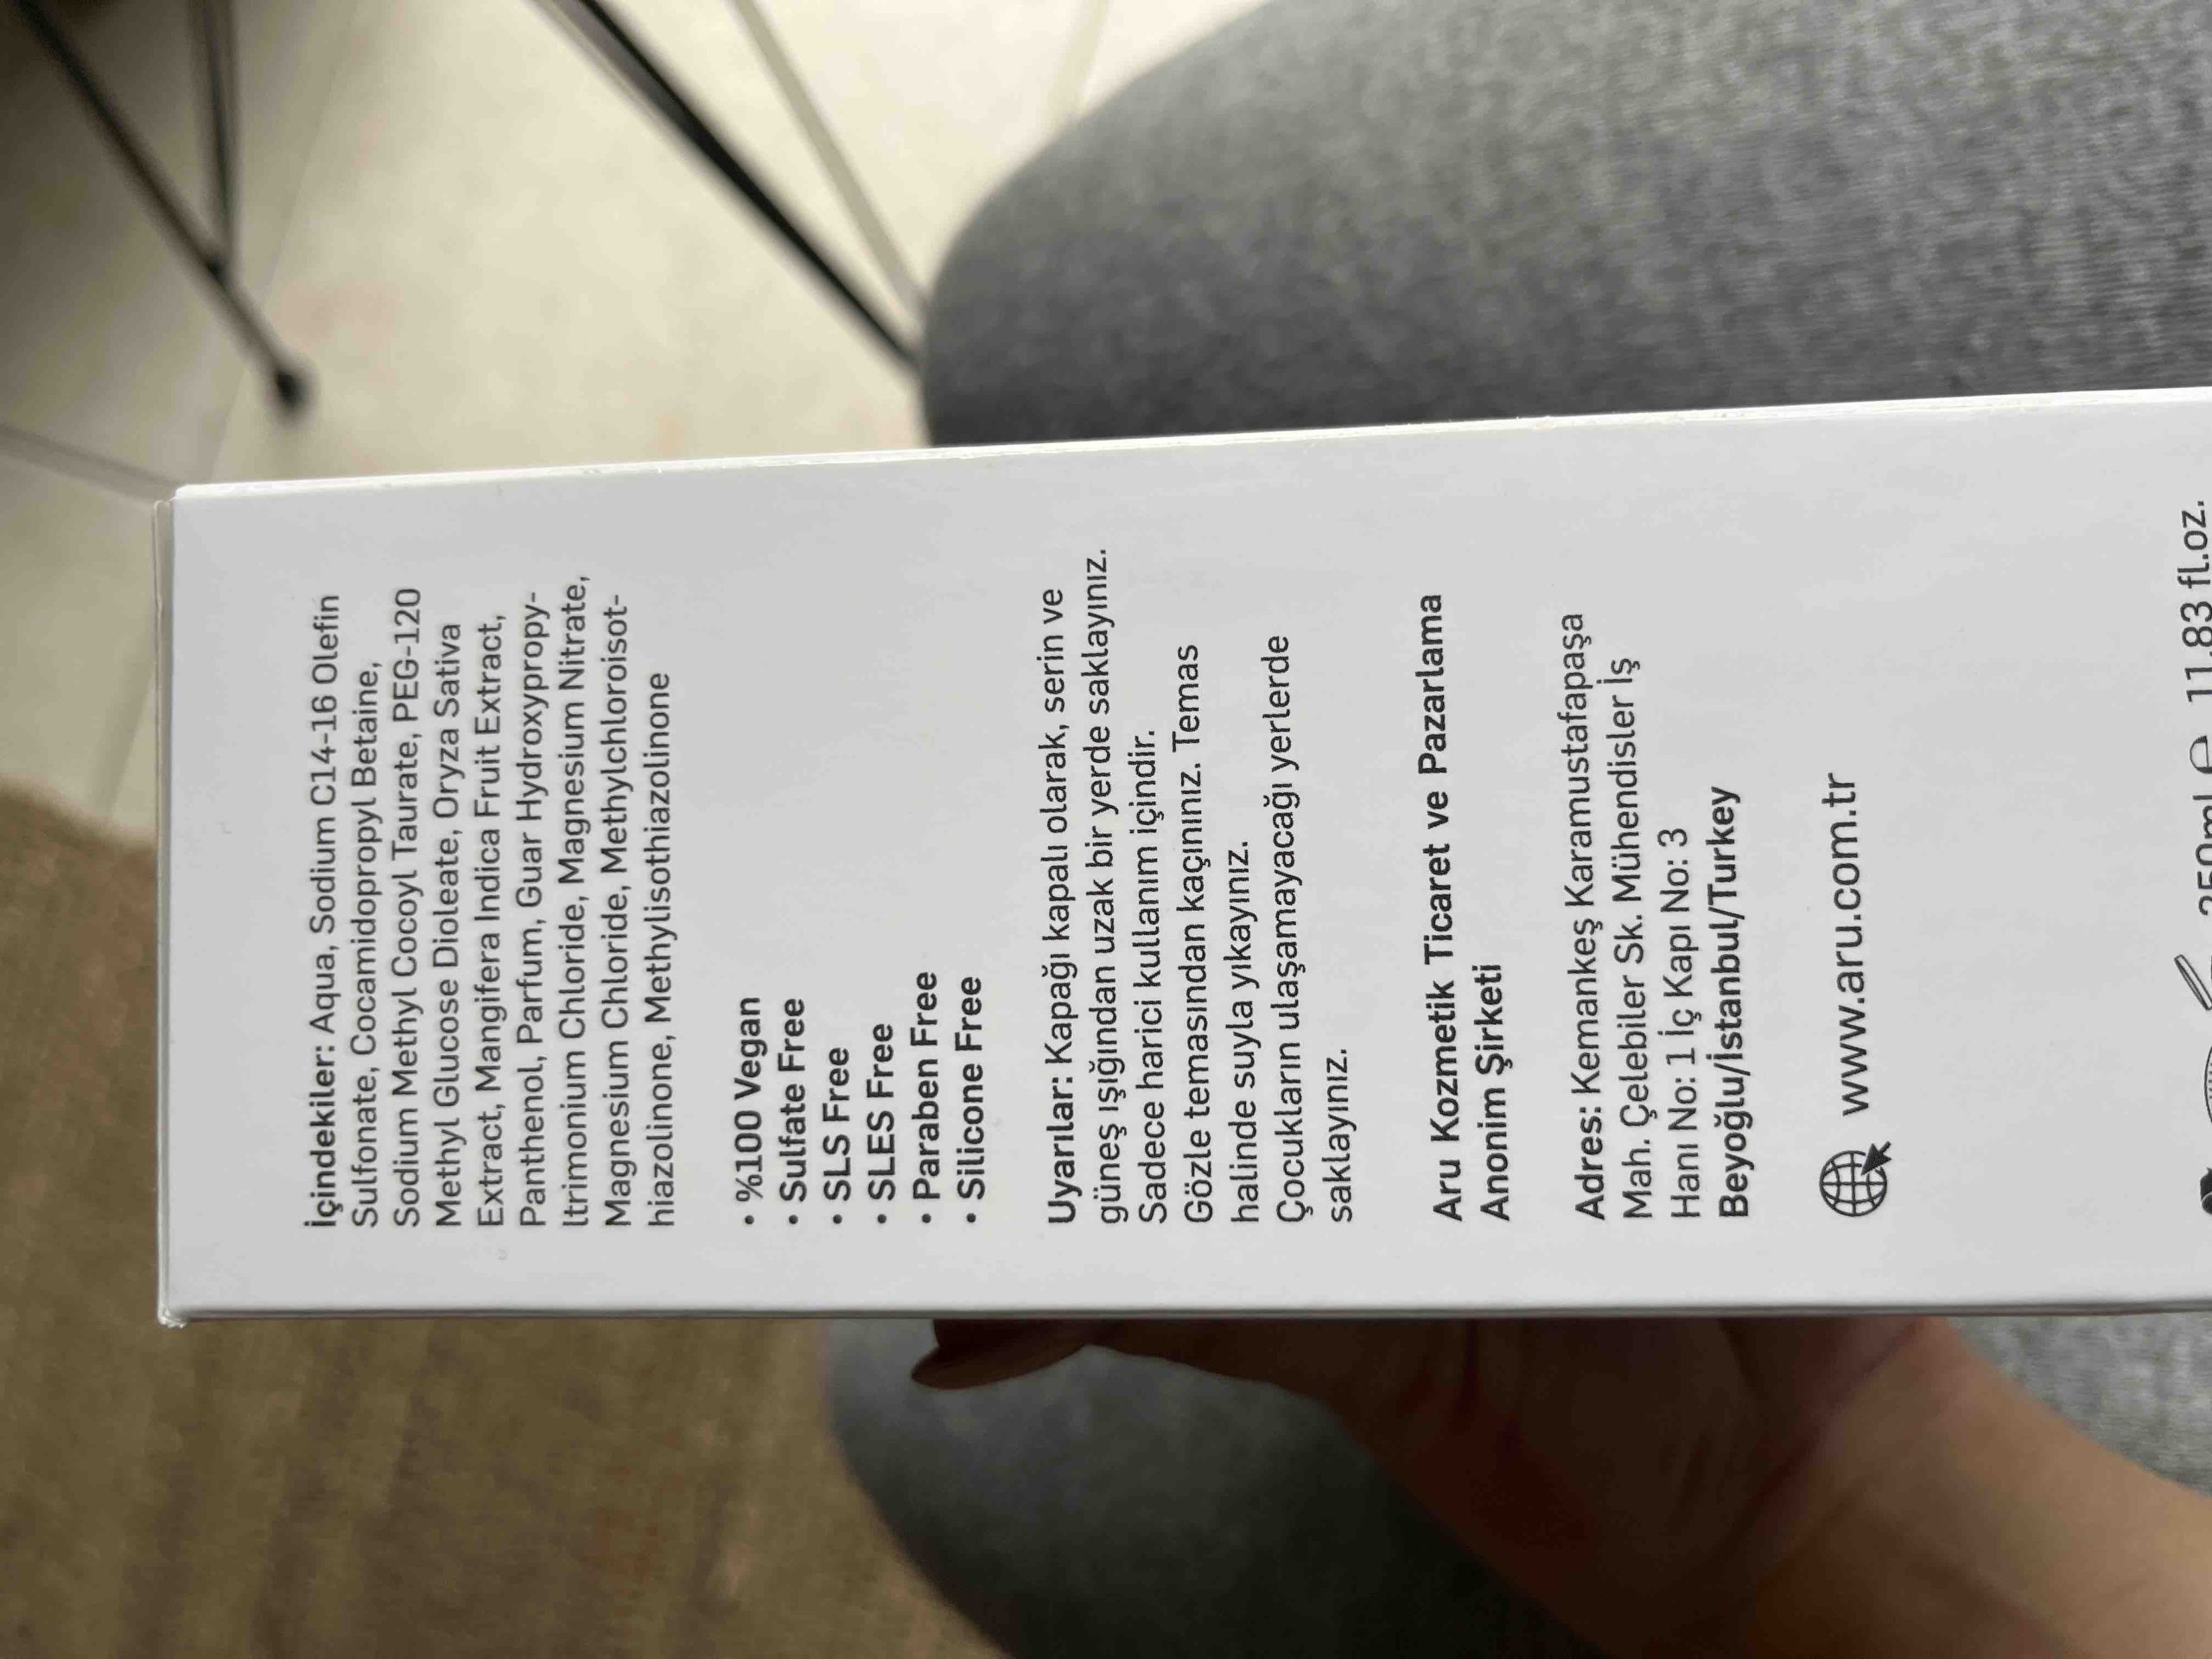 İçindekiler: Aqua, Sodium C14-16 Olefin
Sulfonate, Cocamidopropyl Betaine,
Sodium Methyl Cocoyl Taurate, PEG-120
Methyl Glucose Dioleate, Oryza Sativa
Extract, Mangifera Indica Fruit Extract,
Panthenol, Parfum, Guar Hydroxypropy-
ltrimonium Chloride, Magnesium Nitrate,
Magnesium Chloride, Methylchloroisot-
hiazolinone, Methylisothiazolinone
• %100 Vegan
• Sulfate Free
• SLS Free
• SLES Free
• Paraben Free
• Silicone Free
Uyarılar: Kapağı kapalı olarak, serin ve
güneş ışığından uzak bir yerde saklayınız.
Sadece harici kullanım içindir.
Gözle temasından kaçınınız. Temas
halinde suyla yıkayınız.
Çocukların ulaşamayacağı yerlerde
saklayınız.
Aru Kozmetik Ticaret ve Pazarlama
Anonim Şirketi
Adres: Kemankeş Karamustafapaşa
Mah. Çelebiler Sk. Mühendisler İş
Hanı No: 1 İç Kapı No: 3
Beyoğlu/İstanbul/Turkey
www.aru.com.tr
11.83 fl.oz.